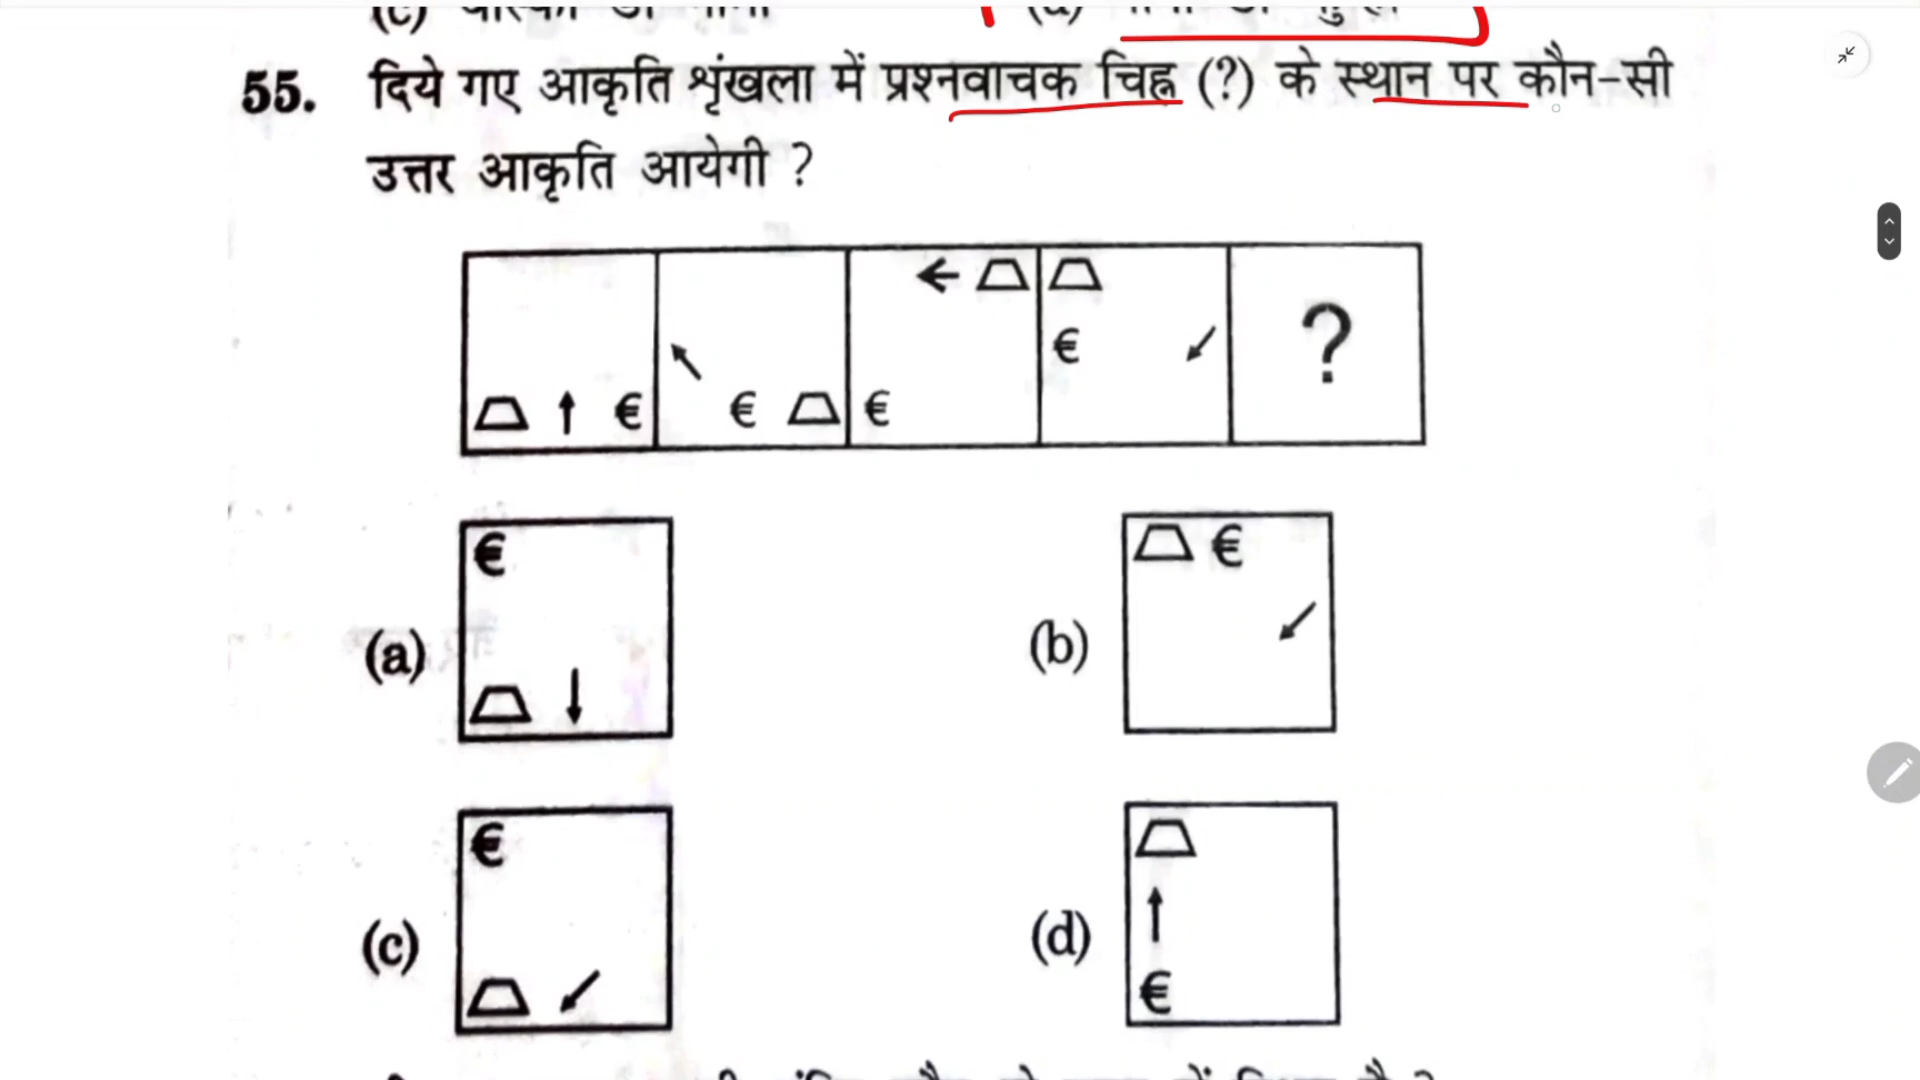 55. दिये गए आकृति शृंखला में प्रश्नवाचक चिह्न (?) के स्थान पर कौन-सी
उत्तर आकृति आयेगी ?
€ € € € ?
(a) €
(b) €
(c) €
(d) €